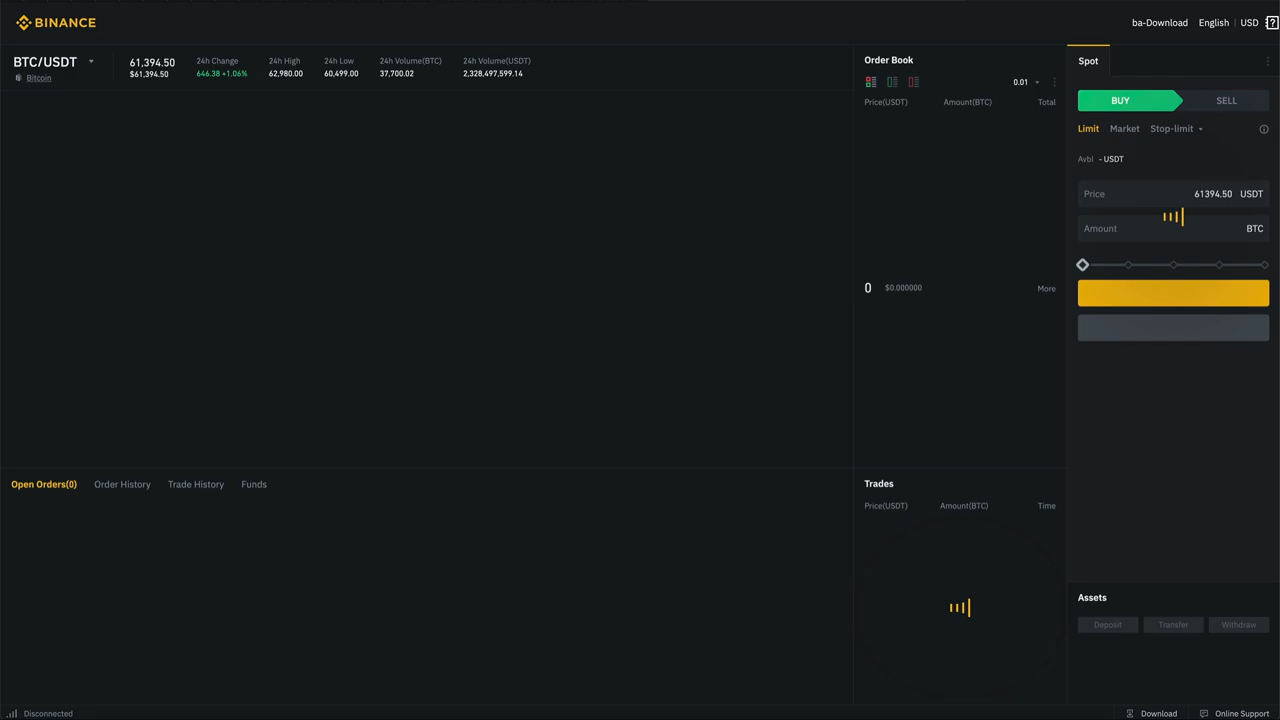 BINANCE
ba-Download English USD
BTC/USDT
Bitcoin
61,394.50
$61,394.50
24h Change
646.38 +1.06%
24h High
62,980.00
24h Low
60,499.00
24h Volume(BTC)
37,700.02
24h Volume(USDT)
2,328,497,599.14
Order Book
0.01
Price(USDT) Amount(BTC) Total
0 $0.000000 More
Spot
BUY SELL
Limit Market Stop-limit
Avbl - USDT
Price 61394.50 USDT
Amount BTC
Open Orders(0) Order History Trade History Funds
Trades
Price(USDT) Amount(BTC) Time
Assets
Deposit Transfer Withdraw
Disconnected
Download Online Support